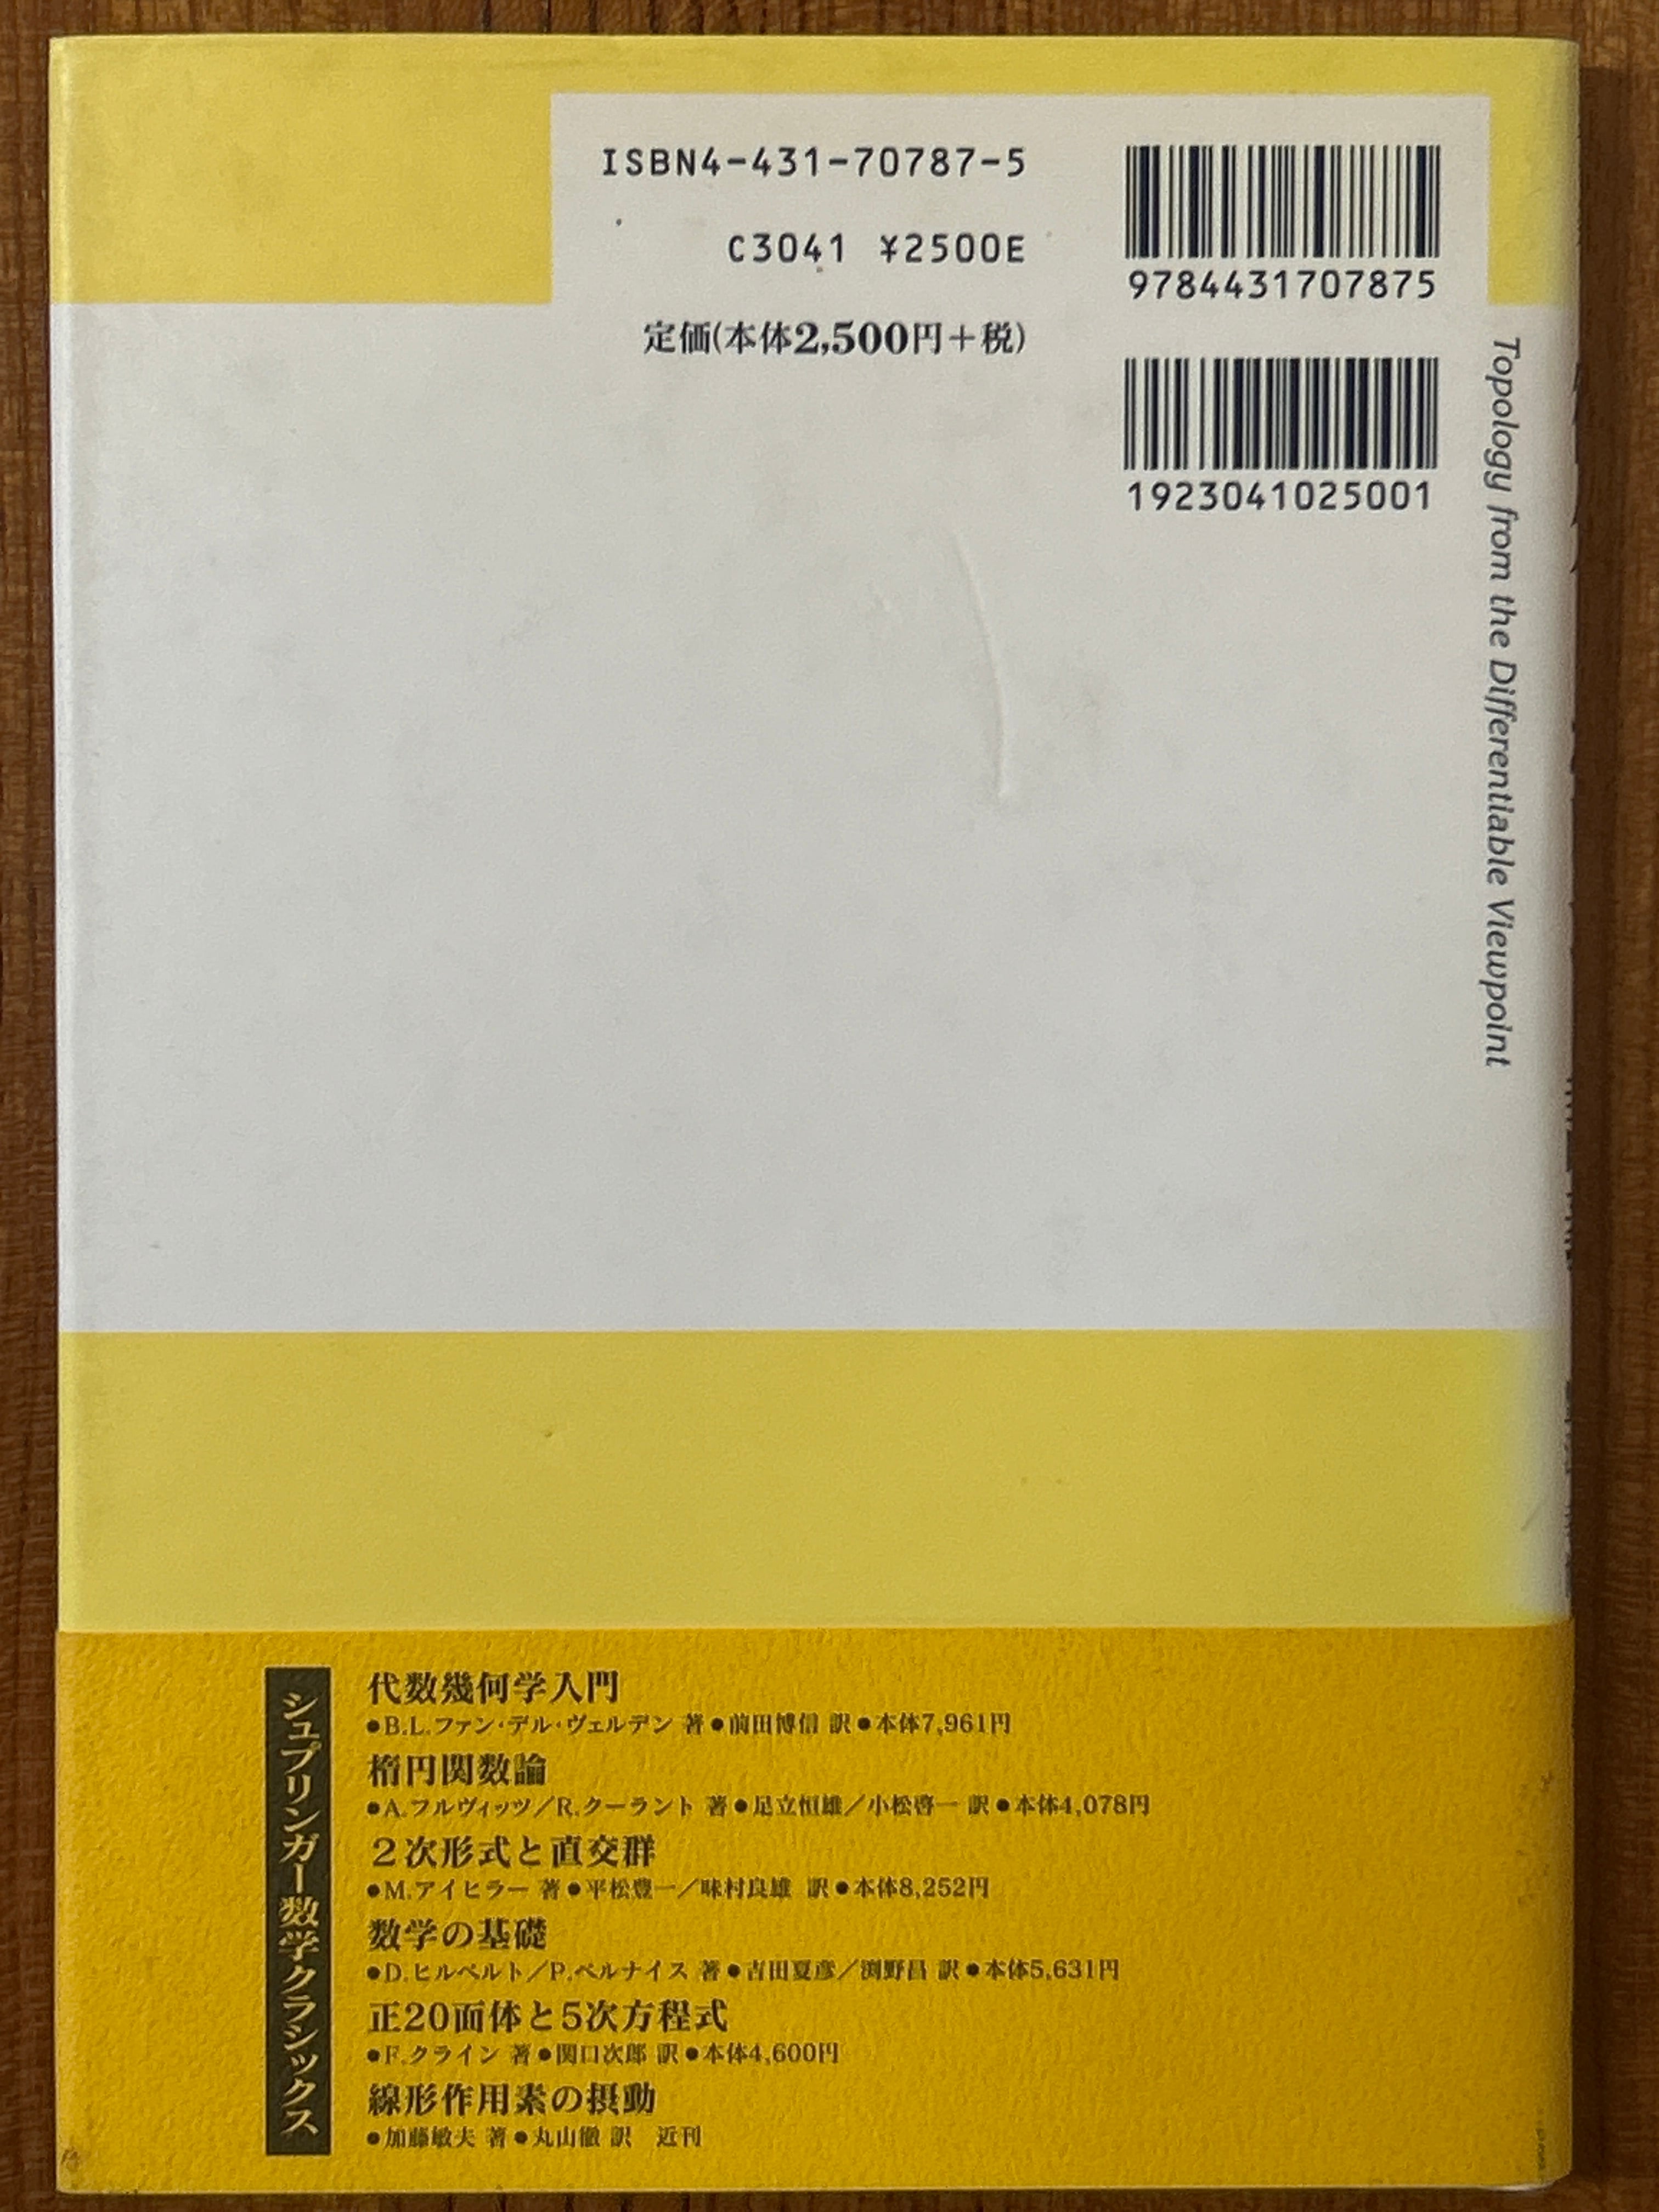 ISBN4-431-70787-5
C3041 ¥2500E
定価(本体2,500円+税)
9784431707875
1923041025001
Topology from the Differentiable Viewpoint
シュプリンガー数学クラシックス
代数幾何学入門
●B.L.ファン・デル・ヴェルデン 著●前田博信 訳●本体7,961円
楕円関数論
●A.フルヴィッツ/R.クーラント 著●足立恒雄/小松啓一 訳●本体4,078円
2次形式と直交群
●M.アイヒラー 著●平松豊一/味村良雄 訳●本体8,252円
数学の基礎
●D.ヒルベルト/P.ベルナイス 著●吉田夏彦/渕野昌 訳●本体5,631円
正20面体と5次方程式
●F.クライン 著●関口次郎 訳●本体4,600円
線形作用素の摂動
●加藤敏夫 著●丸山徹 訳 近刊